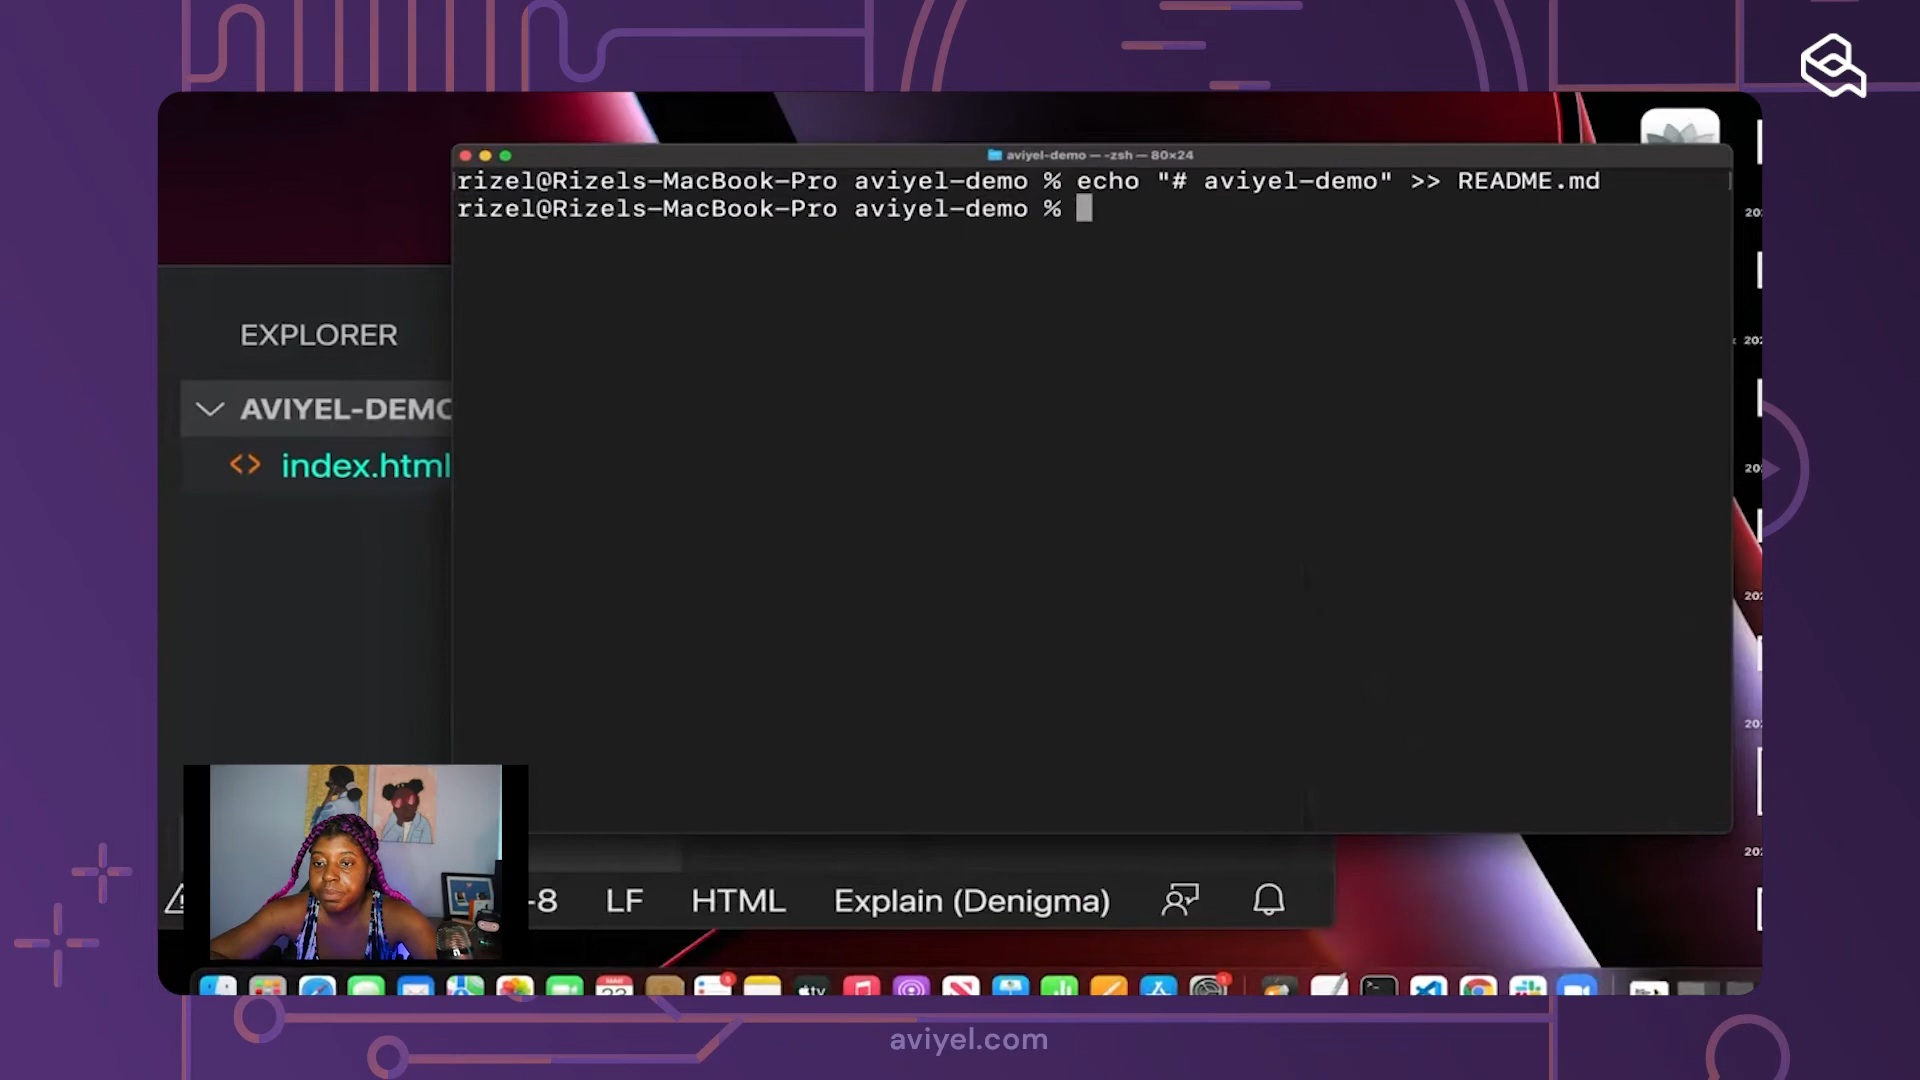 aviyel-demo — -zsh — 80×24
rizel@Rizels-MacBook-Pro aviyel-demo % echo "# aviyel-demo" >> README.md
rizel@Rizels-MacBook-Pro aviyel-demo %
EXPLORER
AVIYEL-DEMO
<> index.html
-8 LF HTML Explain (Denigma)
tv
aviyel.com